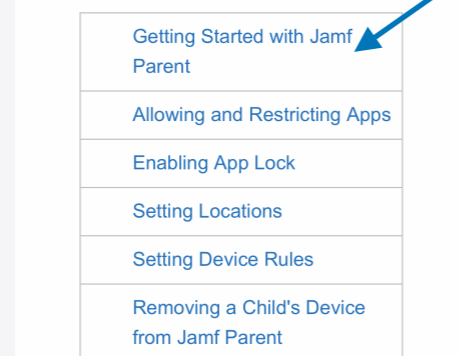 Getting Started with Jamf
Parent
Allowing and Restricting Apps
Enabling App Lock
Setting Locations
Setting Device Rules
Removing a Child's Device
from Jamf Parent